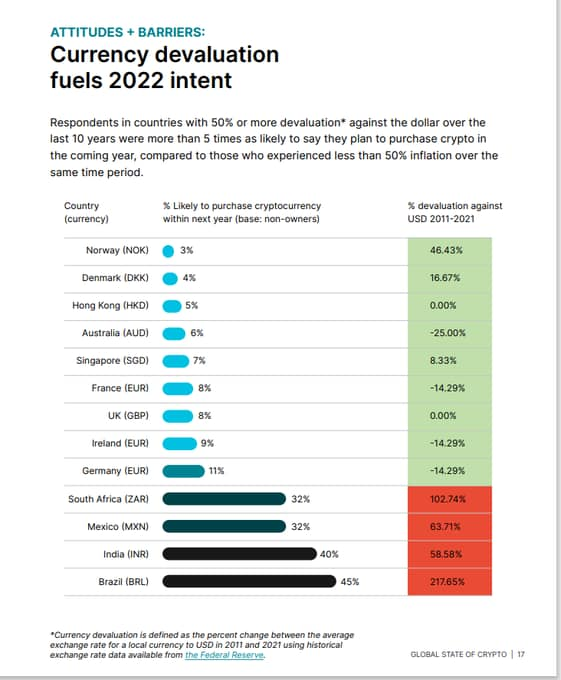 ATTITUDES + BARRIERS:
Currency devaluation
fuels 2022 intent
Respondents in countries with 50% or more devaluation* against the dollar over the
last 10 years were more than 5 times as likely to say they plan to purchase crypto in
the coming year, compared to those who experienced less than 50% inflation over the
same time period.
Country
(currency)
% Likely to purchase cryptocurrency
within next year (base: non-owners)
% devaluation against
USD 2011-2021
Norway (NOK) 3% 46.43%
Denmark (DKK) 4% 16.67%
Hong Kong (HKD) 5% 0.00%
Australia (AUD) 6% -25.00%
Singapore (SGD) 7% 8.33%
France (EUR) 8% -14.29%
UK (GBP) 8% 0.00%
Ireland (EUR) 9% -14.29%
Germany (EUR) 11% -14.29%
South Africa (ZAR) 32% 102.74%
Mexico (MXN) 32% 63.71%
India (INR) 40% 58.58%
Brazil (BRL) 45% 217.65%
*Currency devaluation is defined as the percent change between the average
exchange rate for a local currency to USD in 2011 and 2021 using historical
exchange rate data available from the Federal Reserve.
GLOBAL STATE OF CRYPTO | 17